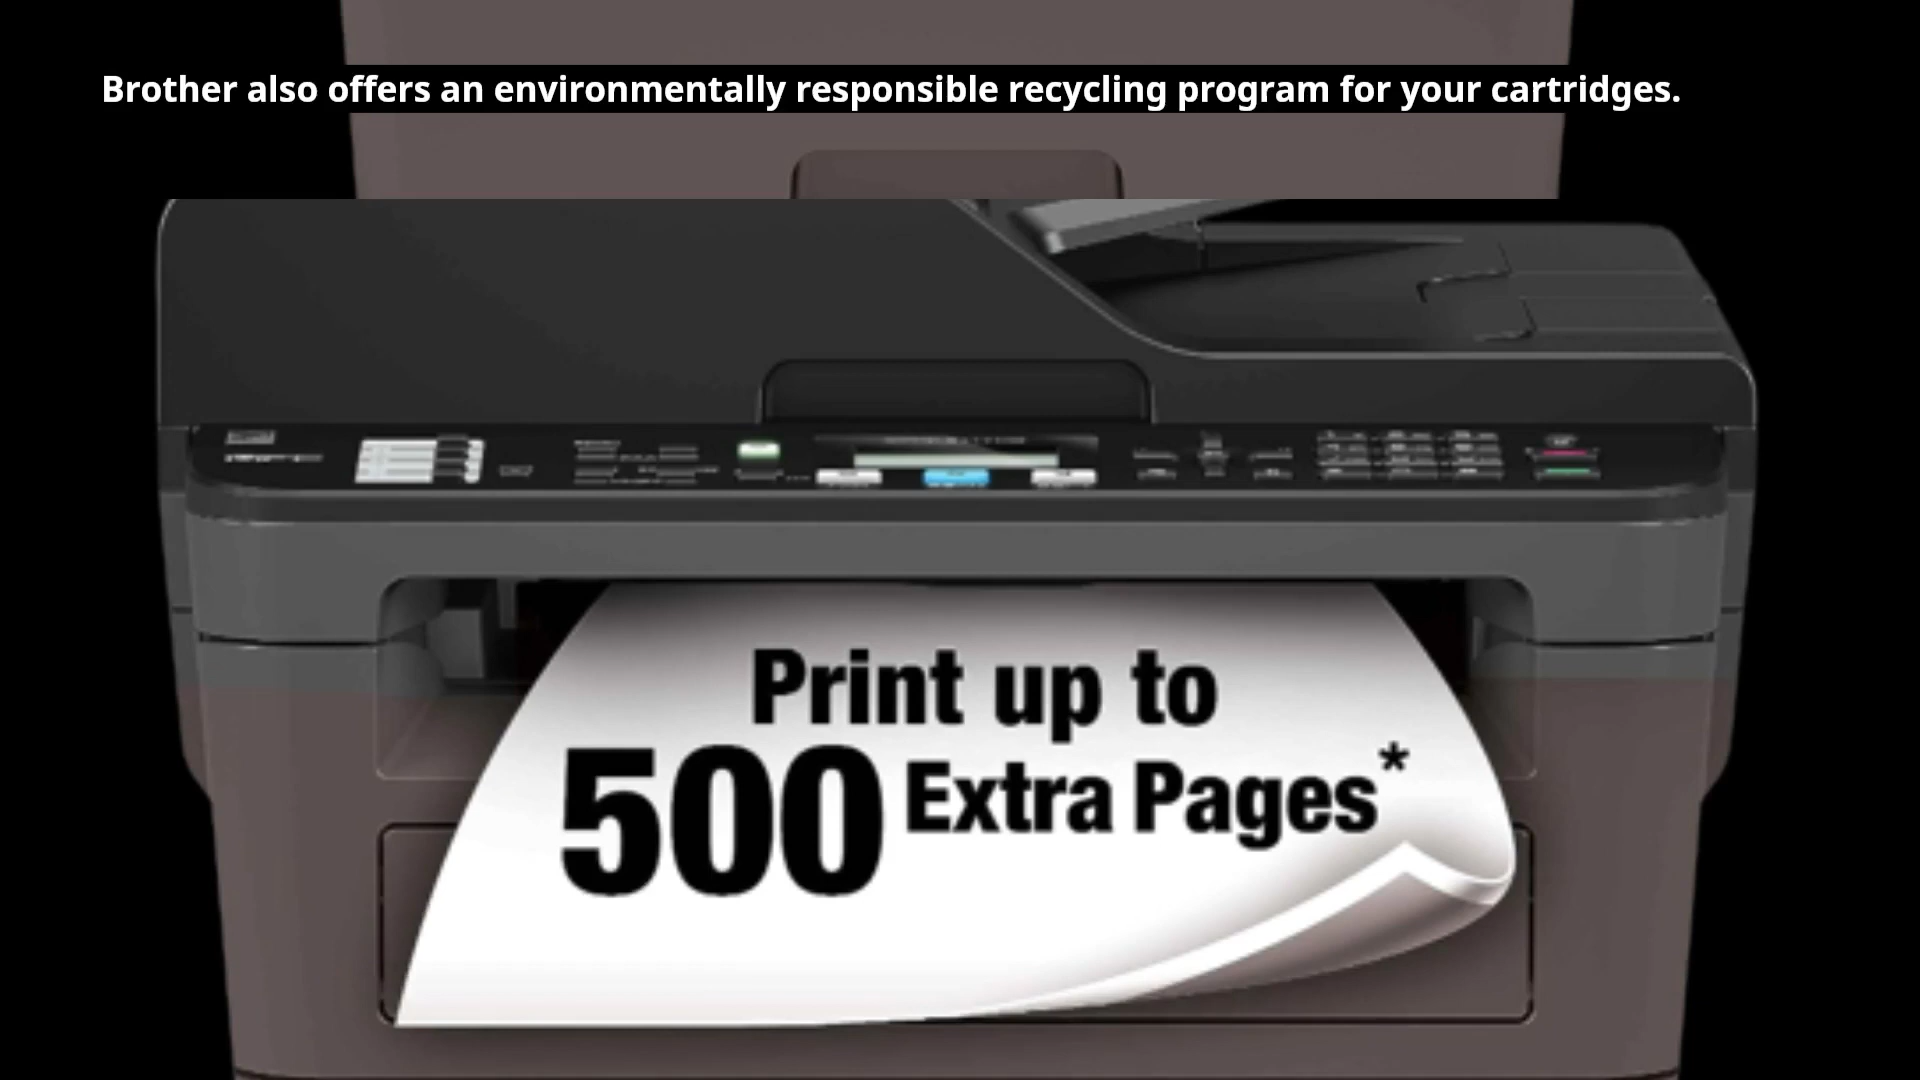 Brother also offers an environmentally responsible recycling program for your cartridges.
Print up to
500 Extra Pages*